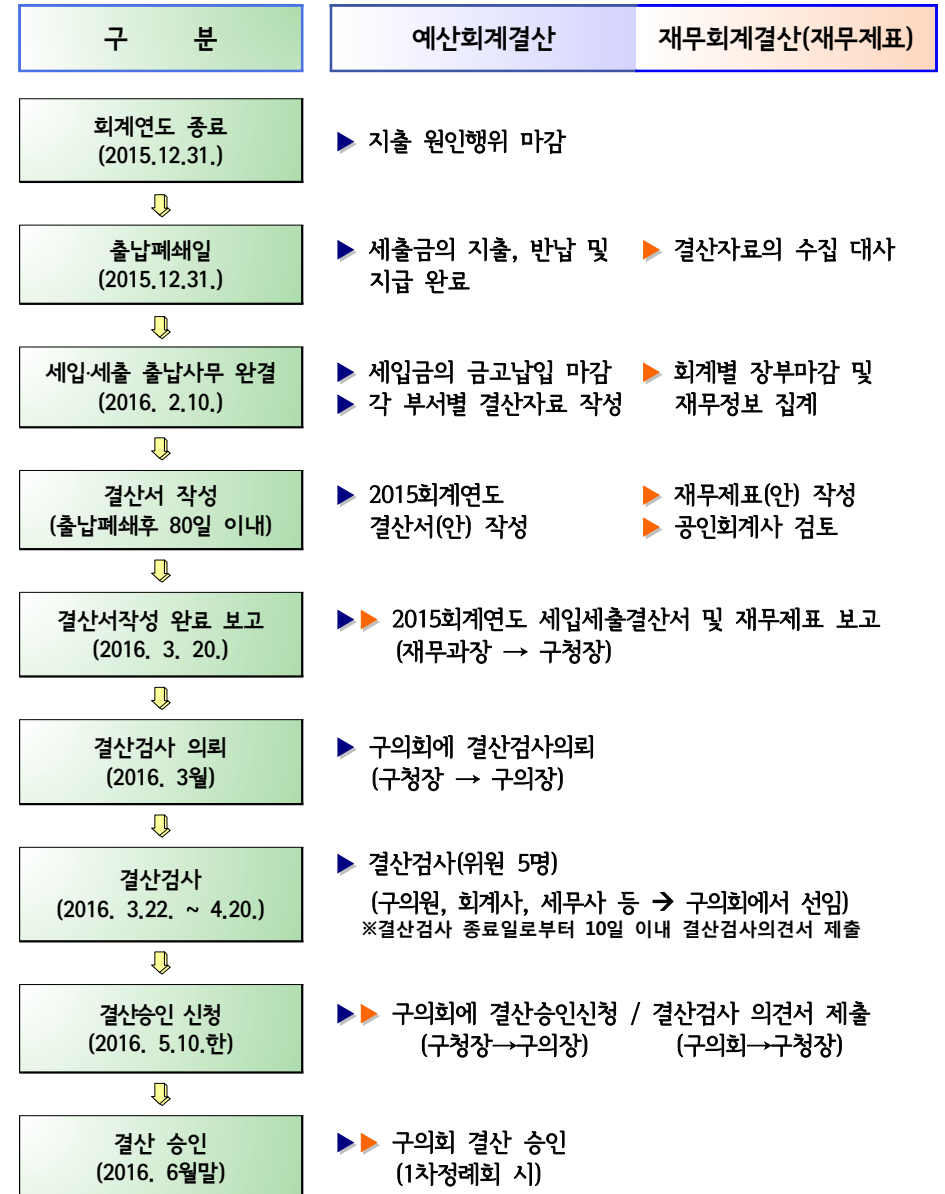 구 분
예산회계결산 재무회계결산(재무제표)
회계연도 종료
(2015.12.31.)
▶ 지출 원인행위 마감
출납폐쇄일
(2015.12.31.)
▶ 세출금의 지출, 반납 및
지급 완료
▶ 결산자료의 수집 대사
세입·세출 출납사무 완결
(2016. 2.10.)
▶ 세입금의 금고납입 마감
▶ 각 부서별 결산자료 작성
▶ 회계별 장부마감 및
재무정보 집계
결산서 작성
(출납폐쇄후 80일 이내)
▶ 2015회계연도
결산서(안) 작성
▶ 재무제표(안) 작성
▶ 공인회계사 검토
결산서작성 완료 보고
(2016. 3. 20.)
▶▶ 2015회계연도 세입세출결산서 및 재무제표 보고
(재무과장 → 구청장)
결산검사 의뢰
(2016. 3월)
▶ 구의회에 결산검사의뢰
(구청장 → 구의장)
결산검사
(2016. 3.22. ~ 4.20.)
▶ 결산검사(위원 5명)
(구의원, 회계사, 세무사 등 → 구의회에서 선임)
※결산검사 종료일로부터 10일 이내 결산검사의견서 제출
결산승인 신청
(2016. 5.10.한)
▶▶ 구의회에 결산승인신청 / 결산검사 의견서 제출
(구청장→구의장) (구의회→구청장)
결산 승인
(2016. 6월말)
▶▶ 구의회 결산 승인
(1차정례회 시)